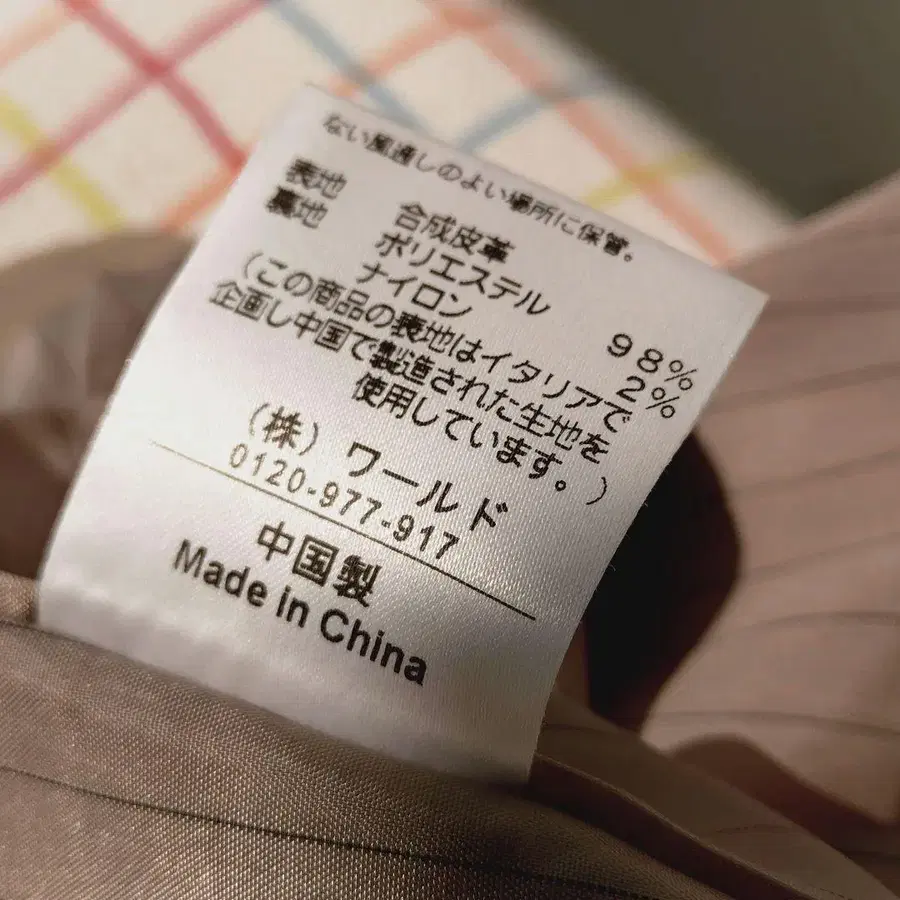 ない風通しのよい場所に保管。
表地 合成皮革
裏地 ポリエステル 98%
ナイロン 2%
(この商品の表地はイタリアで
企画し中国で製造された生地を
使用しています。)
(株) ワールド
0120-977-917
中国製
Made in China